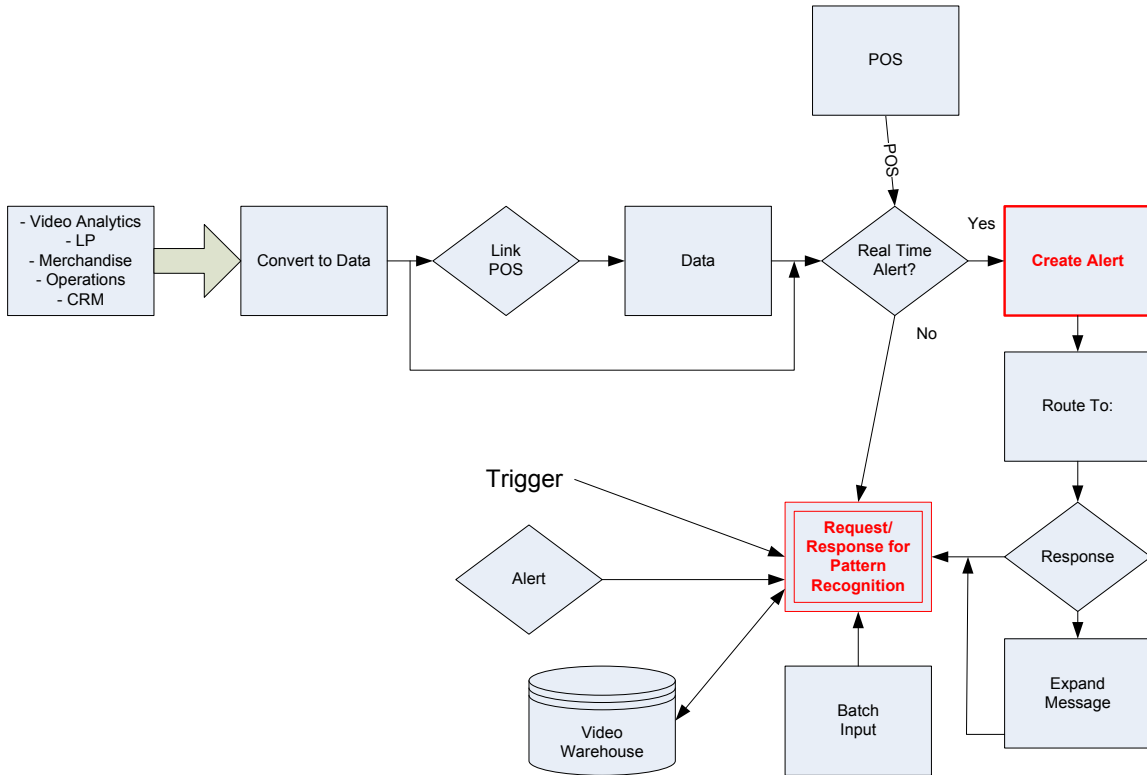 POS
POS
- Video Analytics
- LP
- Merchandise
- Operations
- CRM
Convert to Data
Link
POS
Data
Real Time
Alert?
Yes
Create Alert
No
Route To:
Trigger
Request/
Response for
Pattern
Recognition
Response
Alert
Video
Warehouse
Batch
Input
Expand
Message